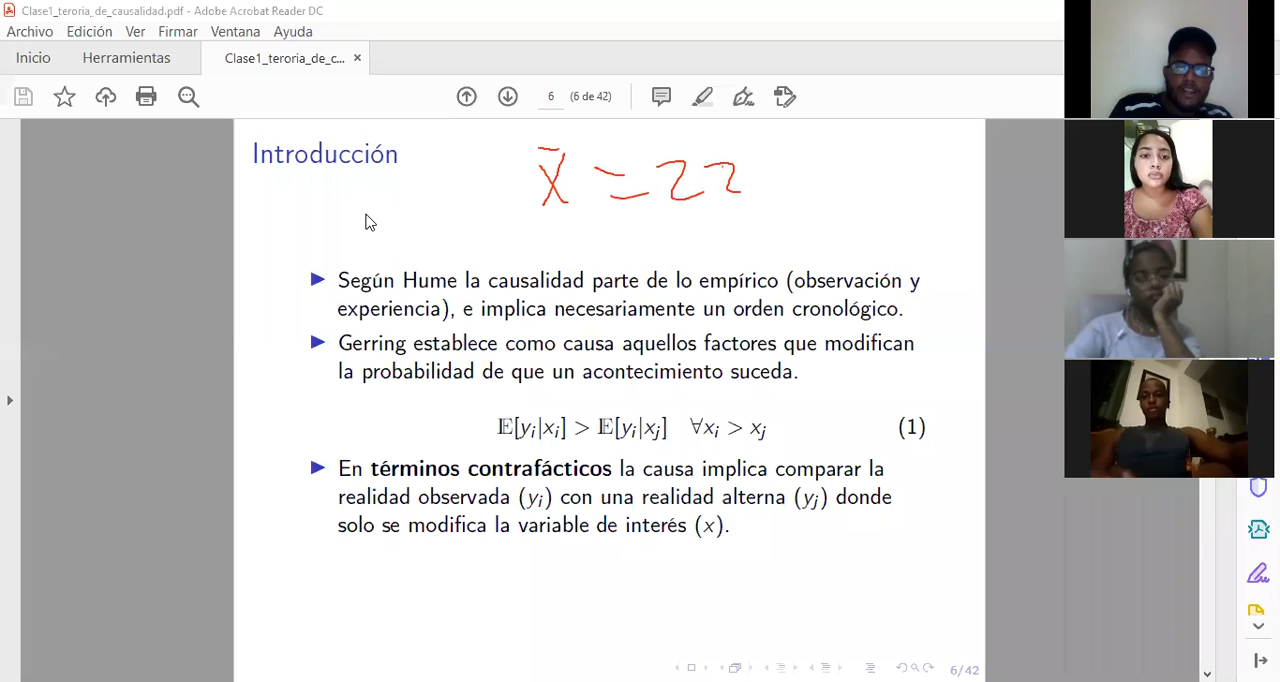 Clase1_teroria_de_causalidad.pdf - Adobe Acrobat Reader DC
Archivo Edición Ver Firmar Ventana Ayuda
Inicio Herramientas Clase1_teroria_de_c... ×
6 (6 de 42)
Introducción
x̄ = 22
Según Hume la causalidad parte de lo empírico (observación y
experiencia), e implica necesariamente un orden cronológico.
Gerring establece como causa aquellos factores que modifican
la probabilidad de que un acontecimiento suceda.
𝔼[yᵢ|xᵢ] > 𝔼[yᵢ|xⱼ] ∀xᵢ > xⱼ (1)
En términos contrafácticos la causa implica comparar la
realidad observada (yᵢ) con una realidad alterna (yⱼ) donde
solo se modifica la variable de interés (x).
6/42